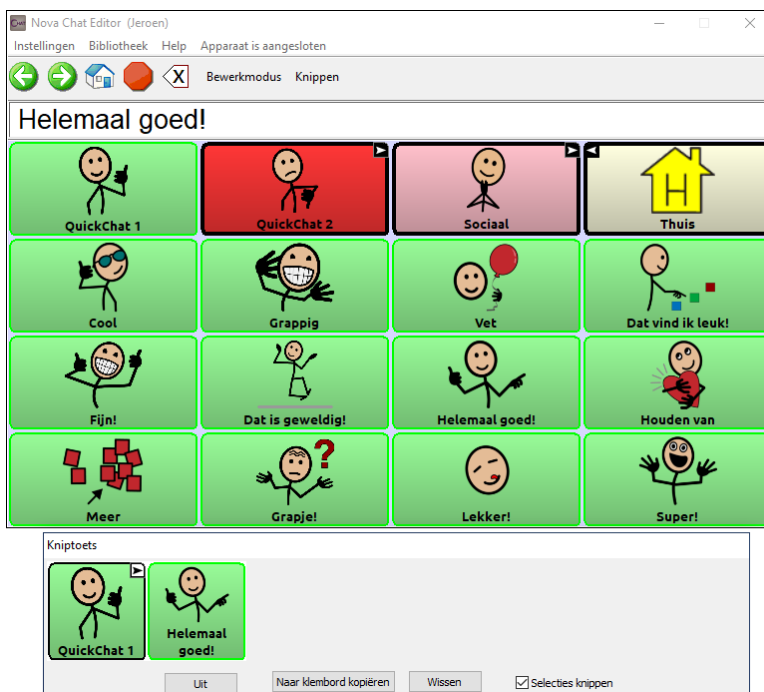 Nova Chat Editor (Jeroen)
Instellingen Bibliotheek Help Apparaat is aangesloten
X Bewerkmodus Knippen
Helemaal goed!
QuickChat 1 QuickChat 2 Sociaal H Thuis
Cool Grappig Vet Dat vind ik leuk!
Fijn! Dat is geweldig! Helemaal goed! Houden van
Meer ? Grapje! Lekker! Super!
Kniptoets
QuickChat 1 Helemaal
goed!
Uit Naar klembord kopiëren Wissen Selecties knippen